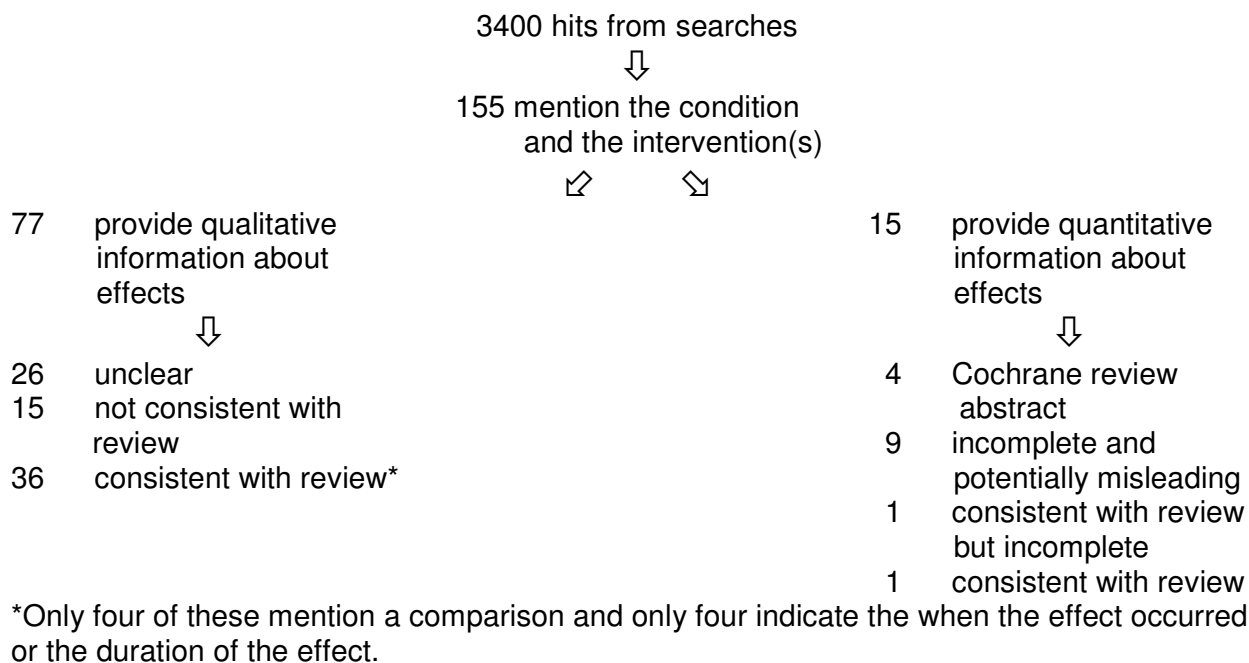 3400 hits from searches
155 mention the condition
and the intervention(s)
77 provide qualitative
information about
effects
26 unclear
15 not consistent with
review
36 consistent with review*
15 provide quantitative
information about
effects
4 Cochrane review
abstract
9 incomplete and
potentially misleading
1 consistent with review
but incomplete
1 consistent with review
*Only four of these mention a comparison and only four indicate the when the effect occurred
or the duration of the effect.